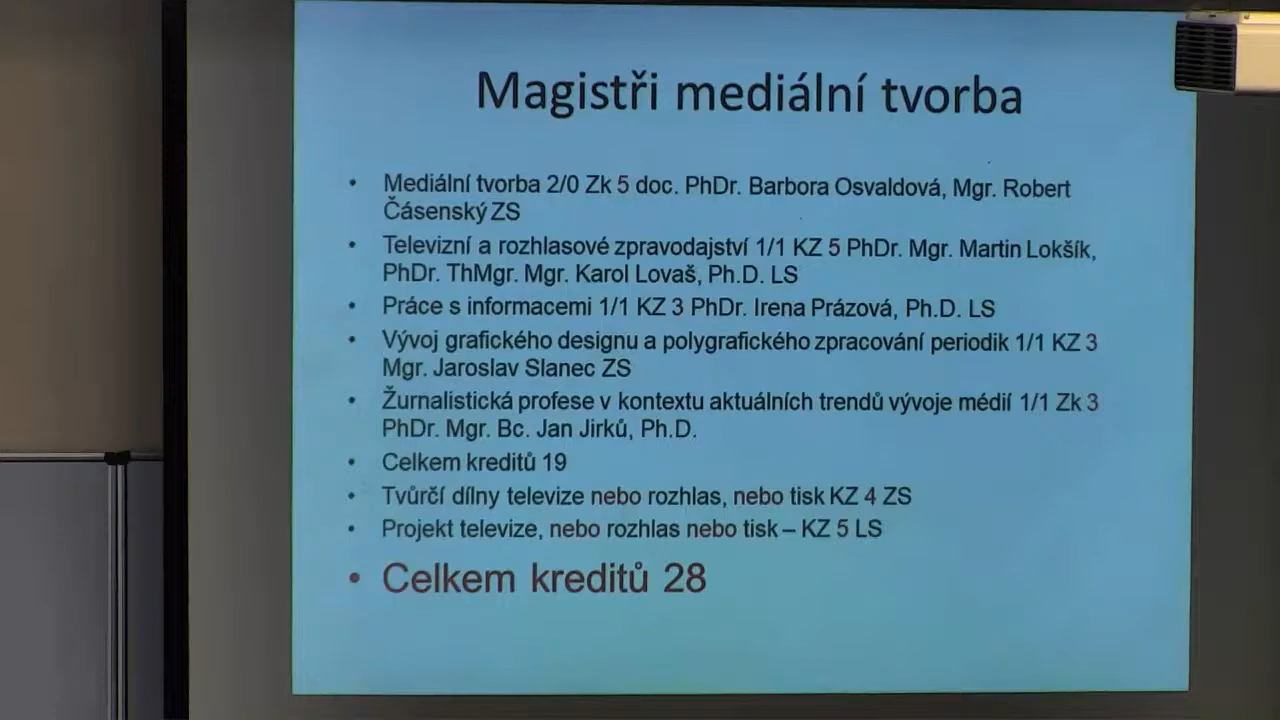 Magistři mediální tvorba
• Mediální tvorba 2/0 Zk 5 doc. PhDr. Barbora Osvaldová, Mgr. Robert
Čásenský ZS
• Televizní a rozhlasové zpravodajství 1/1 KZ 5 PhDr. Mgr. Martin Lokšík,
PhDr. ThMgr. Mgr. Karol Lovaš, Ph.D. LS
• Práce s informacemi 1/1 KZ 3 PhDr. Irena Prázová, Ph.D. LS
• Vývoj grafického designu a polygrafického zpracování periodik 1/1 KZ 3
Mgr. Jaroslav Slanec ZS
• Žurnalistická profese v kontextu aktuálních trendů vývoje médií 1/1 Zk 3
PhDr. Mgr. Bc. Jan Jirků, Ph.D.
• Celkem kreditů 19
• Tvůrčí dílny televize nebo rozhlas, nebo tisk KZ 4 ZS
• Projekt televize, nebo rozhlas nebo tisk – KZ 5 LS
• Celkem kreditů 28